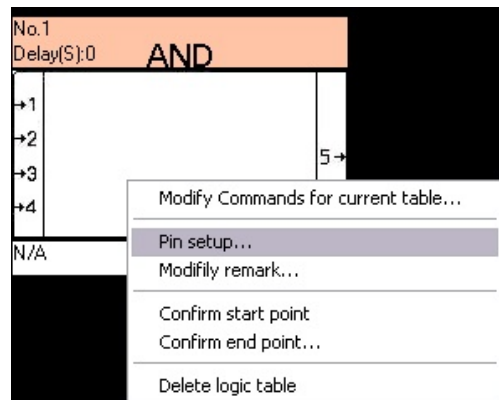 No.1
Delay(S):0 AND
→1
→2
→3
→4
5→
N/A
Modify Commands for current table...
Pin setup...
Modifily remark...
Confirm start point
Confirm end point...
Delete logic table